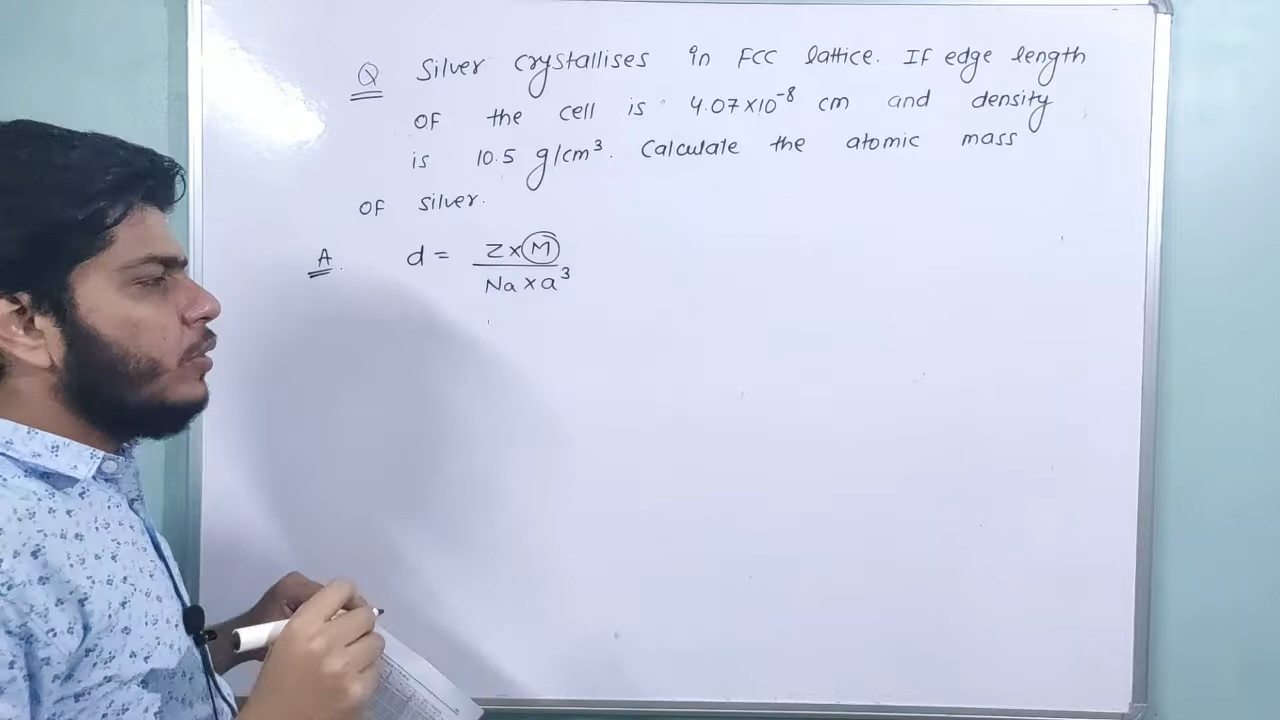 Q Silver crystallises in FCC lattice. If edge length
OF the cell is 4.07×10⁻⁸ cm and density
is 10.5 g/cm³. Calculate the atomic mass
OF silver.
A. d = Z×M / Na×a³